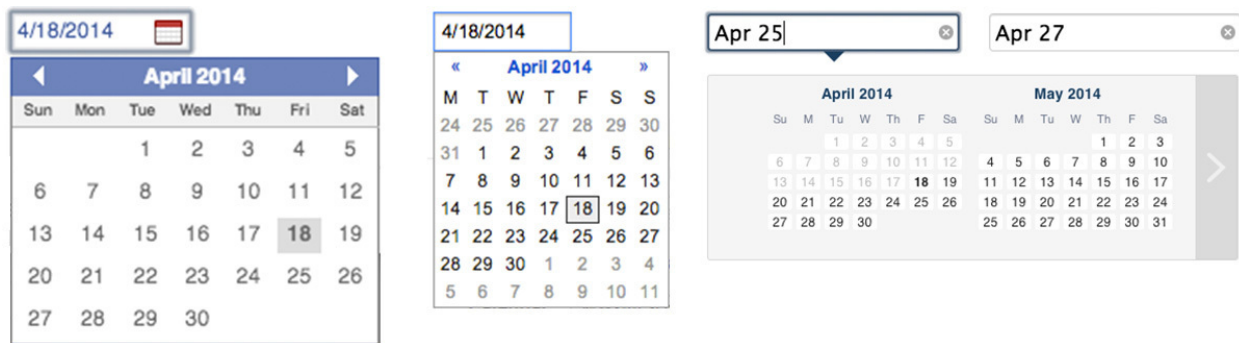 4/18/2014
April 2014
Sun Mon Tue Wed Thu Fri Sat
1 2 3 4 5
6 7 8 9 10 11 12
13 14 15 16 17 18 19
20 21 22 23 24 25 26
27 28 29 30
4/18/2014
« April 2014 »
M T W T F S S
24 25 26 27 28 29 30
31 1 2 3 4 5 6
7 8 9 10 11 12 13
14 15 16 17 18 19 20
21 22 23 24 25 26 27
28 29 30 1 2 3 4
5 6 7 8 9 10 11
Apr 25
Apr 27
April 2014
Su M Tu W Th F Sa
1 2 3 4 5
6 7 8 9 10 11 12
13 14 15 16 17 18 19
20 21 22 23 24 25 26
27 28 29 30
May 2014
Su M Tu W Th F Sa
1 2 3
4 5 6 7 8 9 10
11 12 13 14 15 16 17
18 19 20 21 22 23 24
25 26 27 28 29 30 31